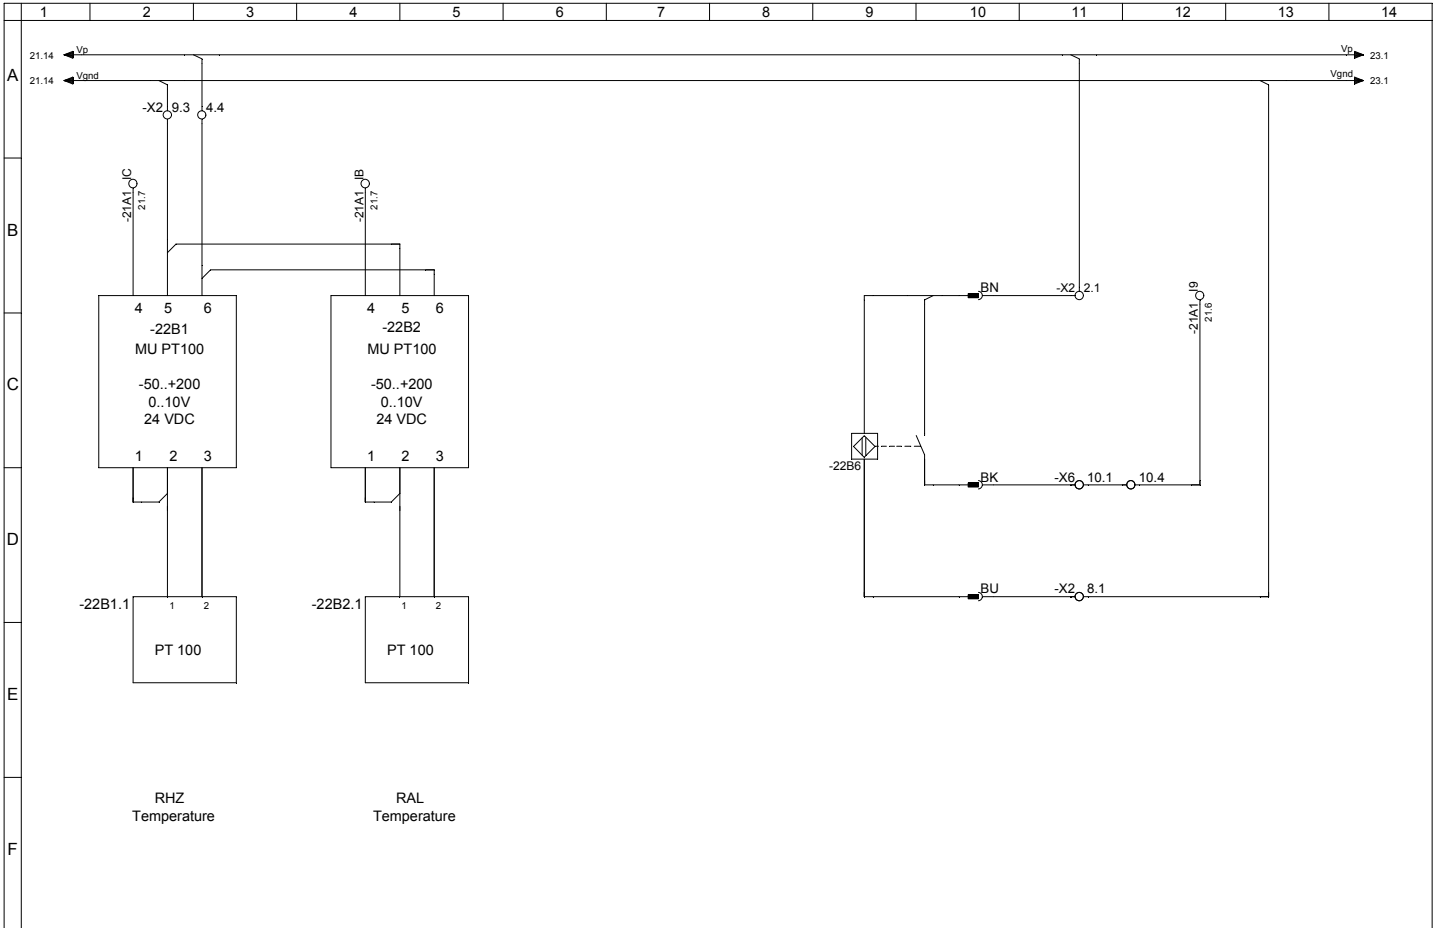 1 2 3 4 5 6 7 8 9 10 11 12 13 14
A
21.14 Vp Vp 23.1
21.14 Vgnd Vgnd 23.1
-X2 9.3 4.4
B
-21A1 IC
21.7
-21A1 IB
21.7
4 5 6
-22B1
MU PT100
-50..+200
0..10V
24 VDC
1 2 3
4 5 6
-22B2
MU PT100
-50..+200
0..10V
24 VDC
1 2 3
BN -X2 2.1
-21A1 I9
21.6
C
-22B6
BK -X6 10.1 10.4
D
BU -X2 8.1
-22B1.1 1 2
PT 100
-22B2.1 1 2
PT 100
E
RHZ
Temperature
RAL
Temperature
F